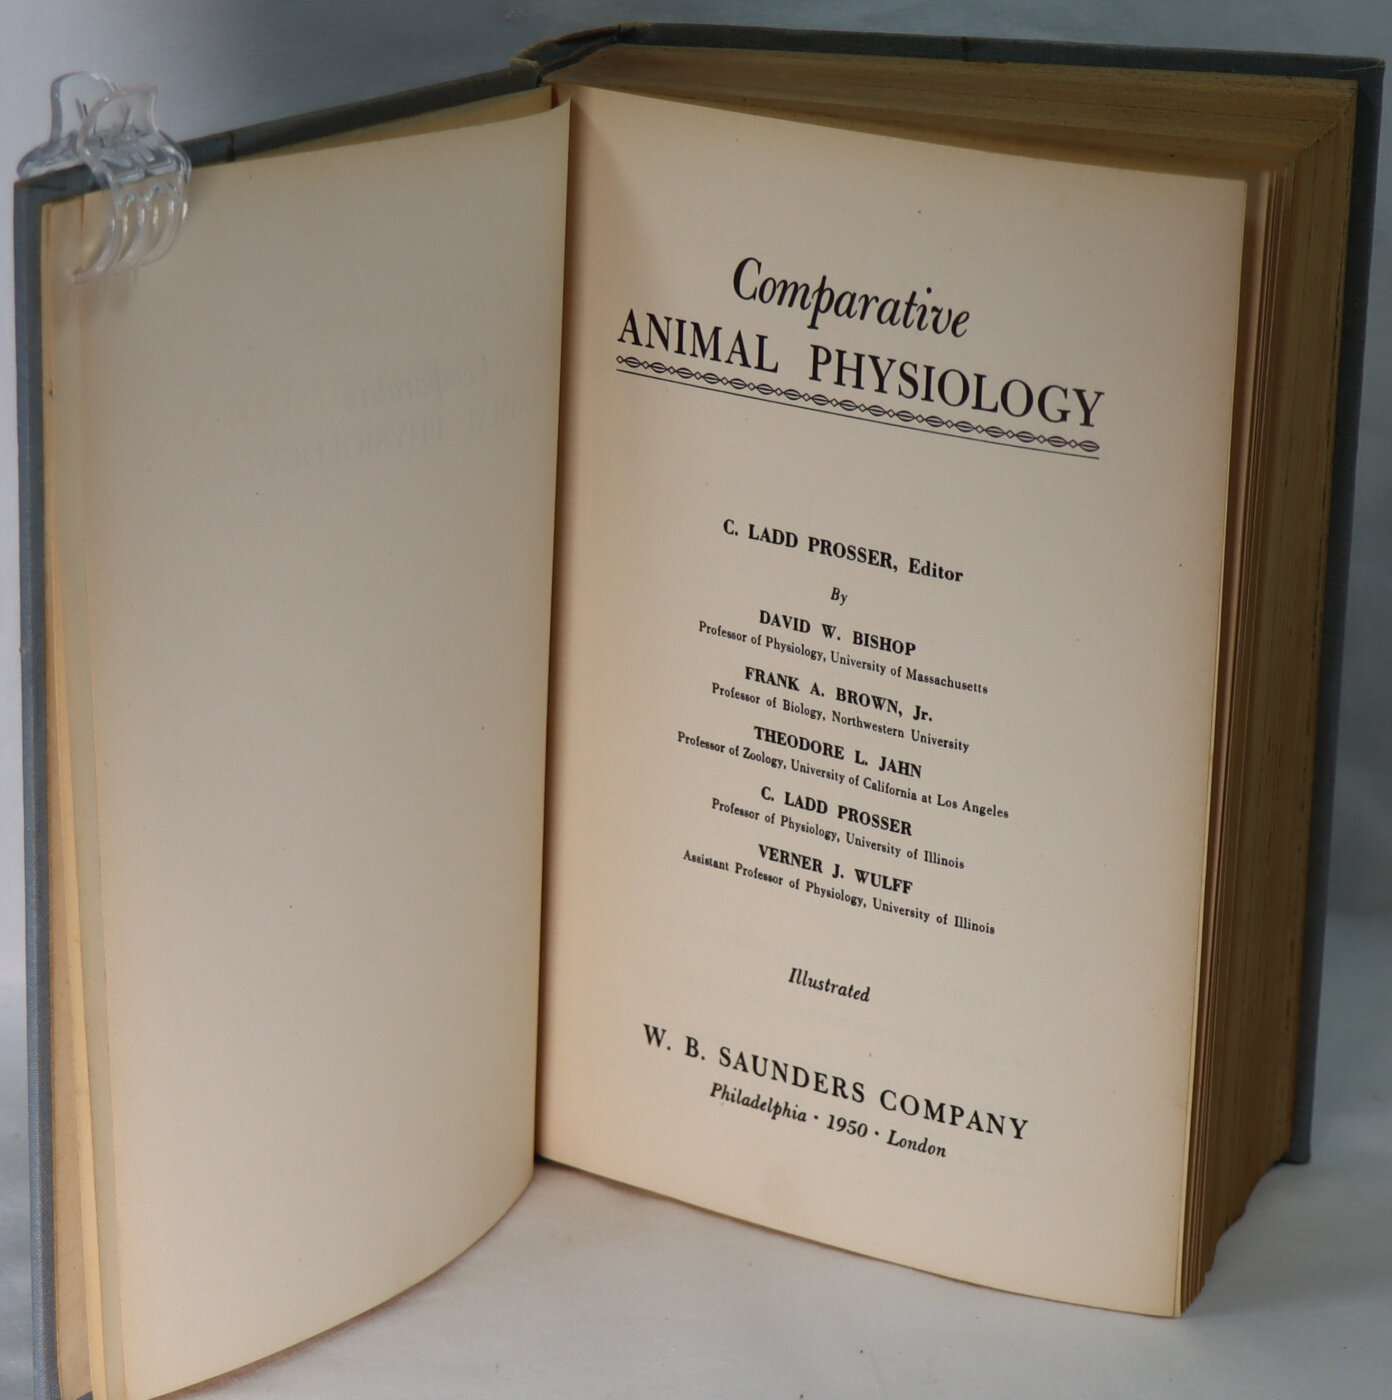 Comparative
ANIMAL PHYSIOLOGY
C. LADD PROSSER, Editor
By
DAVID W. BISHOP
Professor of Physiology, University of Massachusetts
FRANK A. BROWN, Jr.
Professor of Biology, Northwestern University
THEODORE L. JAHN
Professor of Zoology, University of California at Los Angeles
C. LADD PROSSER
Professor of Physiology, University of Illinois
VERNER J. WULFF
Assistant Professor of Physiology, University of Illinois
Illustrated
W. B. SAUNDERS COMPANY
Philadelphia · 1950 · London